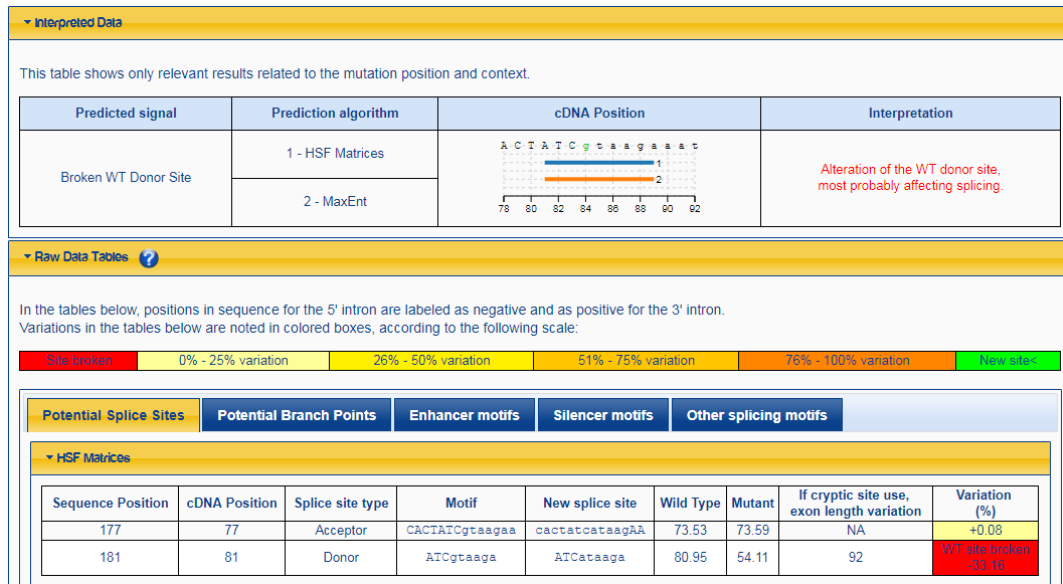 Interpreted Data
This table shows only relevant results related to the mutation position and context.
Predicted signal Prediction algorithm cDNA Position Interpretation
Broken WT Donor Site
1 - HSF Matrices
2 - MaxEnt
A C T A T C g t a a g a a a t
1
2
78 80 82 84 86 88 90 92
Alteration of the WT donor site,
most probably affecting splicing.
Raw Data Tables ?
In the tables below, positions in sequence for the 5' intron are labeled as negative and as positive for the 3' intron.
Variations in the tables below are noted in colored boxes, according to the following scale:
Site broken 0% - 25% variation 26% - 50% variation 51% - 75% variation 76% - 100% variation New site<
Potential Splice Sites Potential Branch Points Enhancer motifs Silencer motifs Other splicing motifs
HSF Matrices
Sequence Position cDNA Position Splice site type Motif New splice site Wild Type Mutant If cryptic site use, exon length variation Variation (%)
177 77 Acceptor CACTATCgtaagaa cactatcataagAA 73.53 73.59 NA +0.08
181 81 Donor ATCgtaaga ATCataaga 80.95 54.11 92 WT site broken -33.16